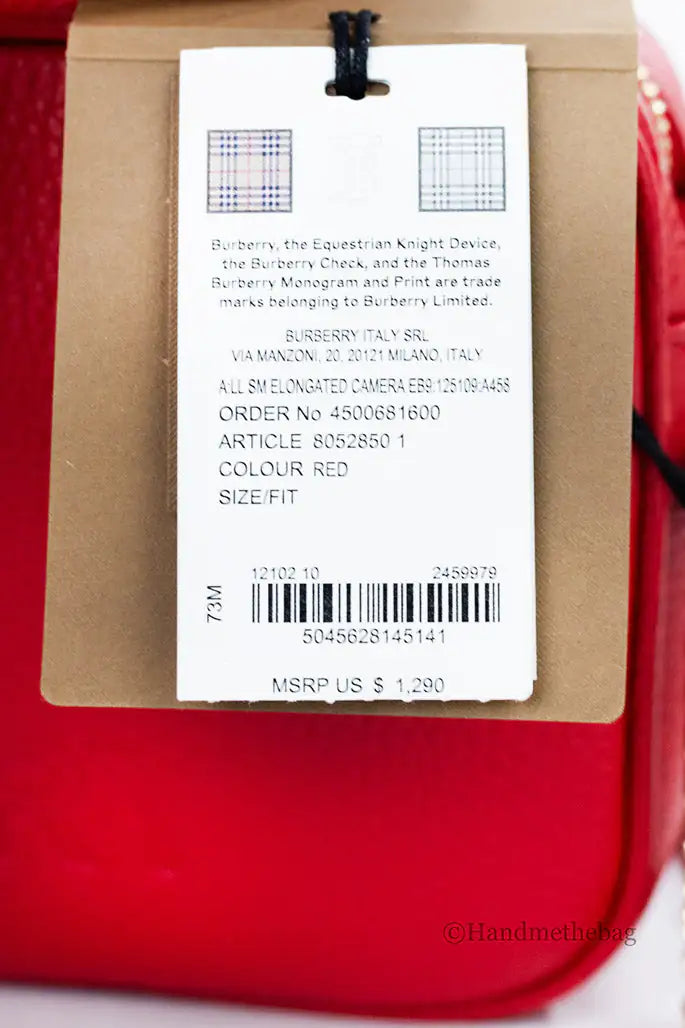 Burberry, the Equestrian Knight Device,
the Burberry Check, and the Thomas
Burberry Monogram and Print are trade
marks belonging to Burberry Limited.
BURBERRY ITALY SRL
VIA MANZONI, 20, 20121 MILANO, ITALY
A:LL SM ELONGATED CAMERA EB9:125109:A458
ORDER No 4500681600
ARTICLE 8052850 1
COLOUR RED
SIZE/FIT
12102 10 2459979
73M
5045628145141
MSRP US $ 1,290
©Handmethebag